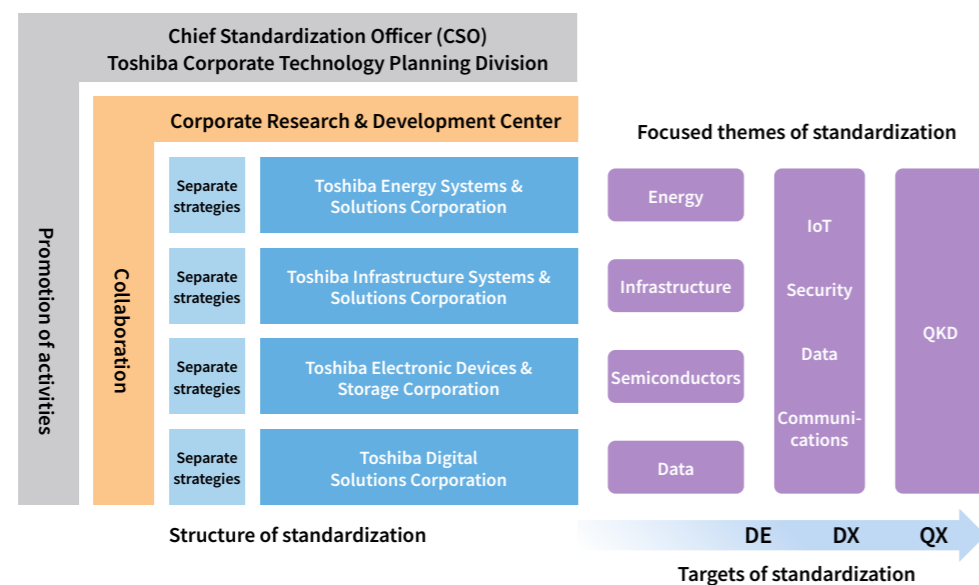 Chief Standardization Officer (CSO)
Toshiba Corporate Technology Planning Division
Promotion of activities
Corporate Research & Development Center
Collaboration
Separate
strategies
Toshiba Energy Systems &
Solutions Corporation
Separate
strategies
Toshiba Infrastructure Systems &
Solutions Corporation
Separate
strategies
Toshiba Electronic Devices &
Storage Corporation
Separate
strategies
Toshiba Digital
Solutions Corporation
Structure of standardization
Focused themes of standardization
Energy
Infrastructure
Semiconductors
Data
IoT
Security
Data
Communi-
cations
QKD
DE
DX
QX
Targets of standardization